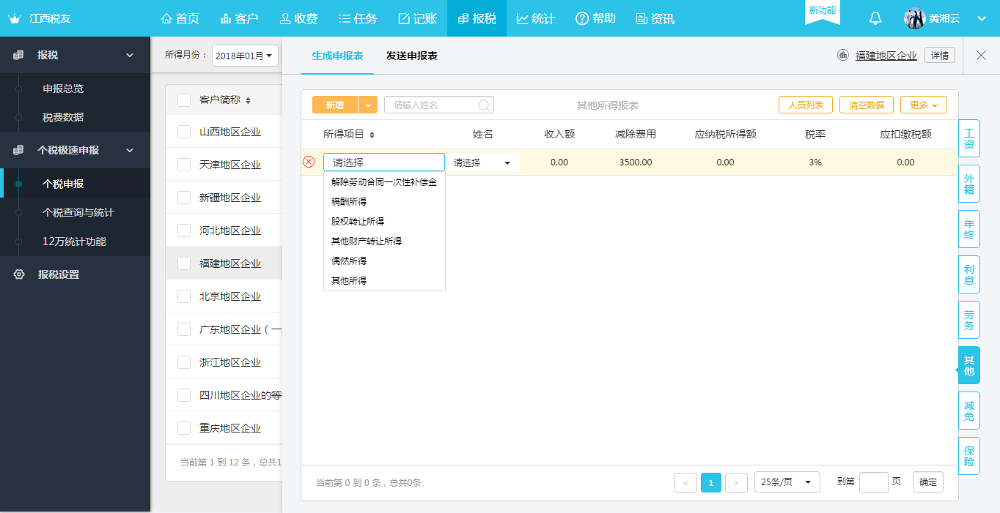 江西税友
首页
客户
收费
任务
记账
报税
统计
帮助
资讯
新功能
黄湘云
报税
申报总览
税费数据
个税极速申报
个税申报
个税查询与统计
12万统计功能
报税设置
所得月份：
2018年01月
客户简称
山西地区企业
天津地区企业
新疆地区企业
河北地区企业
福建地区企业
北京地区企业
广东地区企业（一
浙江地区企业
四川地区企业的等
重庆地区企业
当前第 1 到 12 条，总共1
生成申报表
发送申报表
福建地区企业
详情
新增
请输入姓名
其他所得报表
人员列表
清空数据
更多
所得项目 姓名 收入额 减除费用 应纳税所得额 税率 应扣缴税额
请选择 请选择 0.00 3500.00 0.00 3% 0.00
解除劳动合同一次性补偿金
稿酬所得
股权转让所得
其他财产转让所得
偶然所得
其他所得
工资
外籍
年终
利息
劳务
其他
减免
保险
当前第 0 到 0 条，总共0条
< 1 > 25条/页 到第 页 确定